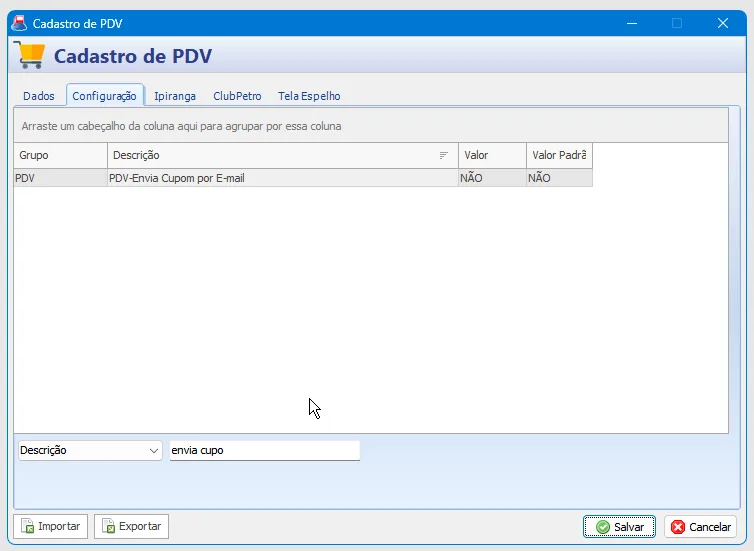 Cadastro de PDV
Cadastro de PDV
Dados Configuração Ipiranga ClubPetro Tela Espelho
Arraste um cabeçalho da coluna aqui para agrupar por essa coluna
Grupo Descrição Valor Valor Padrã
PDV PDV-Envia Cupom por E-mail NÃO NÃO
Descrição envia cupo
Importar Exportar Salvar Cancelar